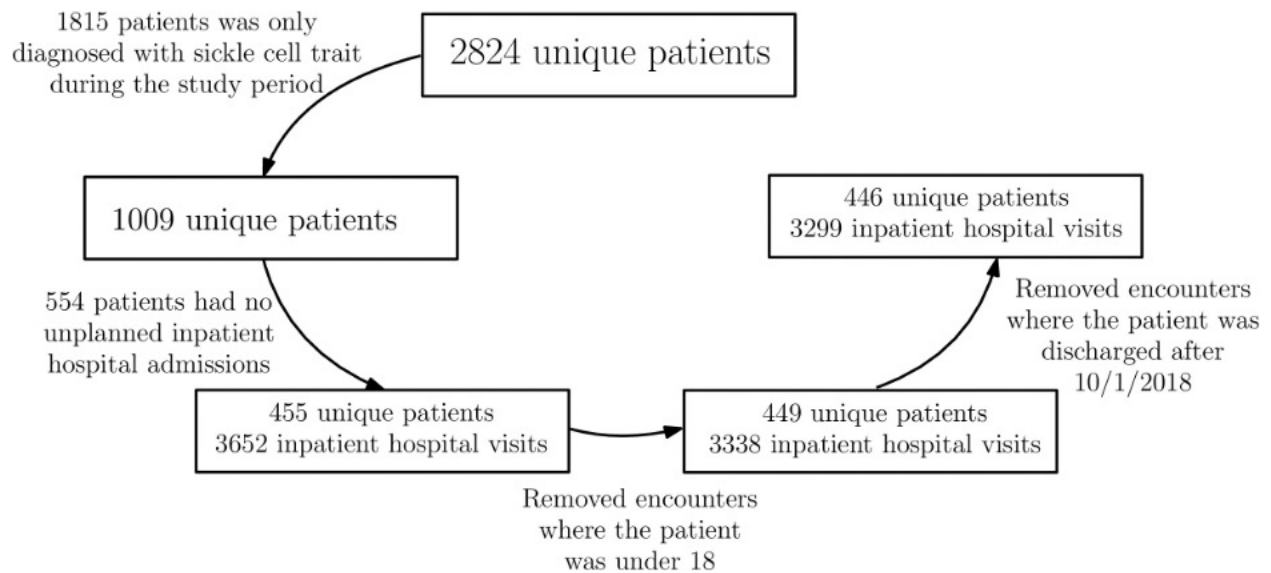 1815 patients was only
diagnosed with sickle cell trait
during the study period
2824 unique patients
1009 unique patients
554 patients had no
unplanned inpatient
hospital admissions
455 unique patients
3652 inpatient hospital visits
Removed encounters
where the patient
was under 18
449 unique patients
3338 inpatient hospital visits
Removed encounters
where the patient was
discharged after
10/1/2018
446 unique patients
3299 inpatient hospital visits